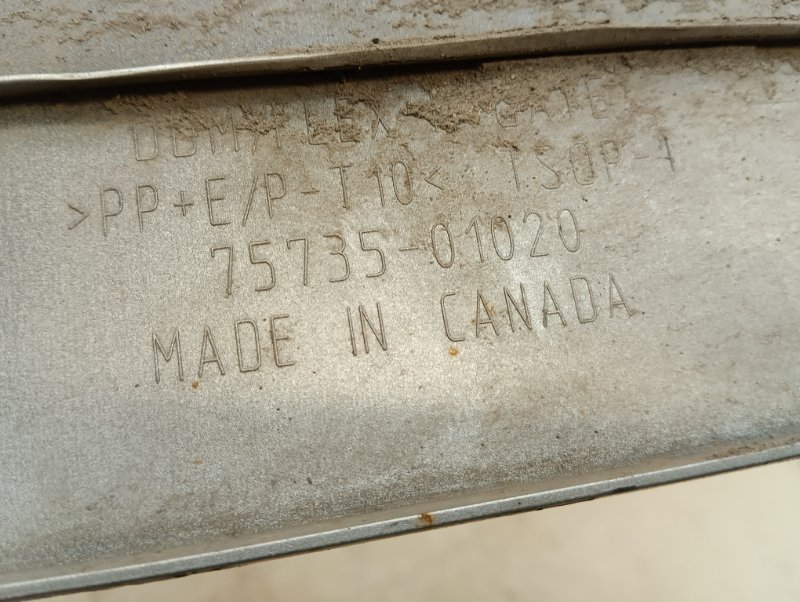 >PP+E/P-T10< TSOP-1
75735-01020
MADE IN CANADA